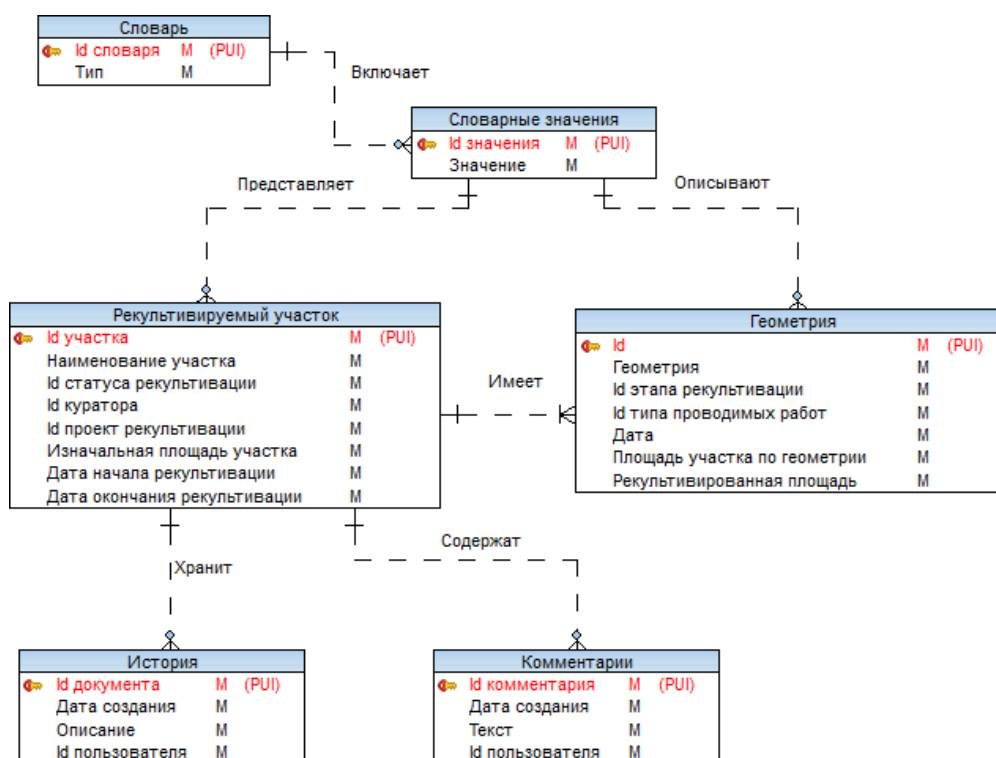 Словарь
Id словаря M (PUI)
Тип M
Включает
Словарные значения
Id значения M (PUI)
Значение M
Представляет
Описывают
Рекультивируемый участок
Id участка M (PUI)
Наименование участка M
Id статуса рекультивации M
Id куратора M
Id проект рекультивации M
Изначальная площадь участка M
Дата начала рекультивации M
Дата окончания рекультивации M
Имеет
Геометрия
Id M (PUI)
Геометрия M
Id этапа рекультивации M
Id типа проводимых работ M
Дата M
Площадь участка по геометрии M
Рекультивированная площадь M
Хранит
Содержат
История
Id документа M (PUI)
Дата создания M
Описание M
Id пользователя M
Комментарии
Id комментария M (PUI)
Дата создания M
Текст M
Id пользователя M